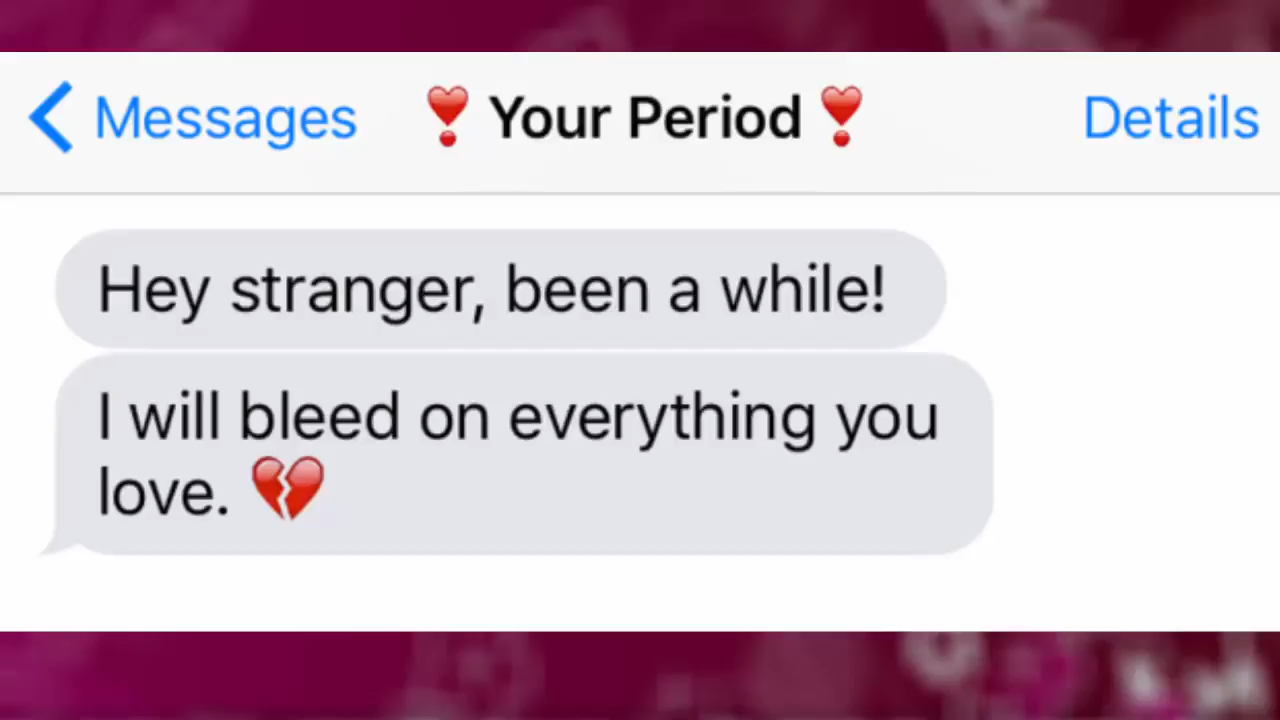 Messages ❣️ Your Period ❣️ Details
Hey stranger, been a while!
I will bleed on everything you
love. 💔